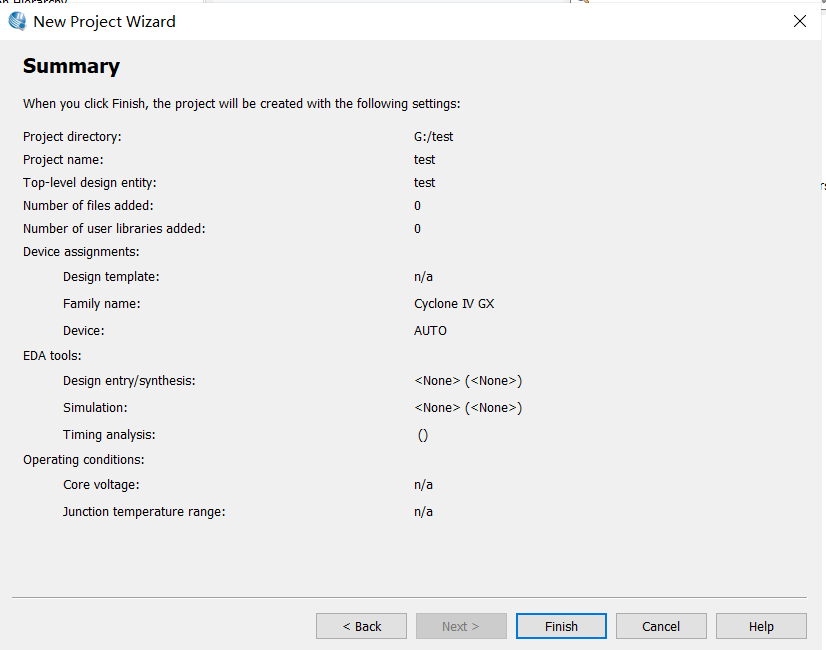 New Project Wizard
Summary
When you click Finish, the project will be created with the following settings:
Project directory: G:/test
Project name: test
Top-level design entity: test
Number of files added: 0
Number of user libraries added: 0
Device assignments:
Design template: n/a
Family name: Cyclone IV GX
Device: AUTO
EDA tools:
Design entry/synthesis: <None> (<None>)
Simulation: <None> (<None>)
Timing analysis: ()
Operating conditions:
Core voltage: n/a
Junction temperature range: n/a
< Back Next > Finish Cancel Help